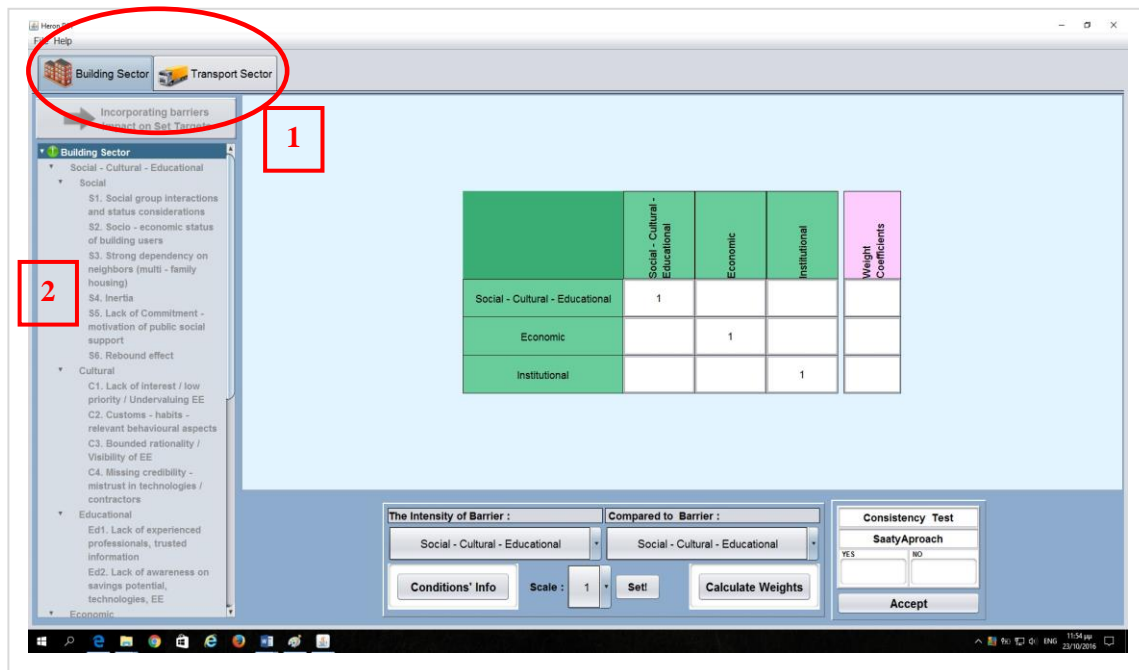 Heron
File Help
Building Sector
Transport Sector
Incorporating barriers
impact on Set Targets
1
Building Sector
Social - Cultural - Educational
Social
S1. Social group interactions
and status considerations
S2. Socio - economic status
of building users
S3. Strong dependency on
neighbors (multi - family
housing)
S4. Inertia
S5. Lack of Commitment -
motivation of public social
support
S6. Rebound effect
2
Cultural
C1. Lack of interest / low
priority / Undervaluing EE
C2. Customs - habits -
relevant behavioural aspects
C3. Bounded rationality /
Visibility of EE
C4. Missing credibility -
mistrust in technologies /
contractors
Educational
Ed1. Lack of experienced
professionals, trusted
information
Ed2. Lack of awareness on
savings potential,
technologies, EE
Economic
Social - Cultural -
Educational
Economic
Institutional
Weight
Coefficients
Social - Cultural - Educational 1
Economic 1
Institutional 1
The Intensity of Barrier :
Compared to Barrier :
Social - Cultural - Educational
Social - Cultural - Educational
Conditions' Info
Scale : 1
Set!
Calculate Weights
Consistency Test
SaatyAproach
YES
NO
Accept
ENG
11:54 μμ
23/10/2016